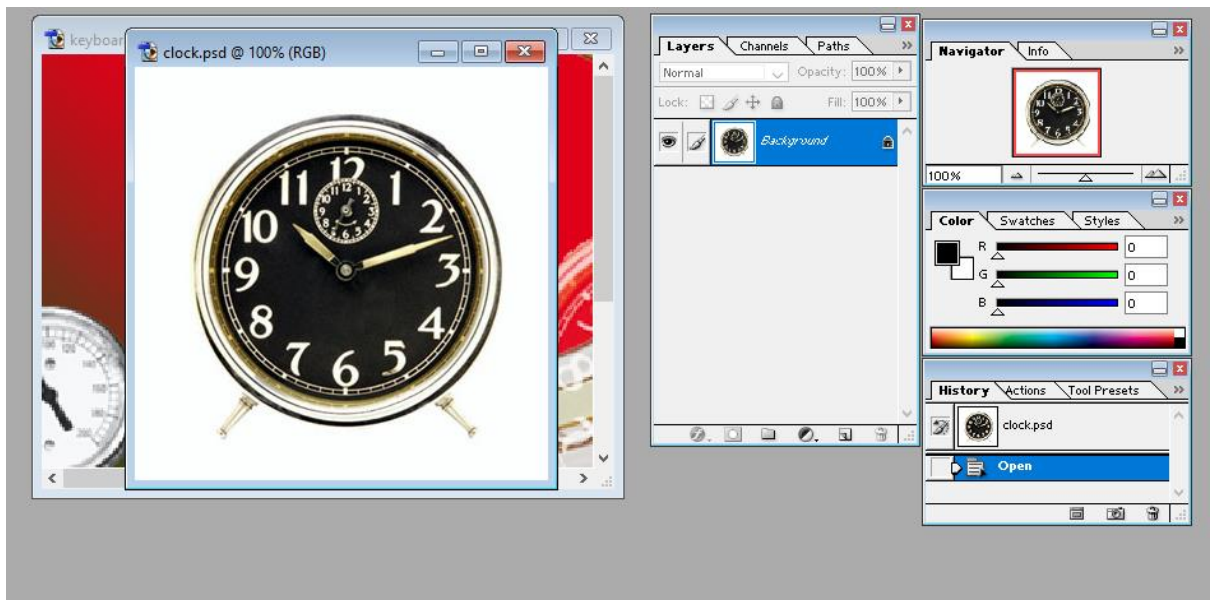 keyboar
clock.psd @ 100% (RGB)
12
11
1
10
2
9
3
8
4
7
5
6
Layers Channels Paths
Normal Opacity: 100%
Lock: Fill: 100%
Background
Navigator Info
100%
Color Swatches Styles
R 0
G 0
B 0
History Actions Tool Presets
clock.psd
Open